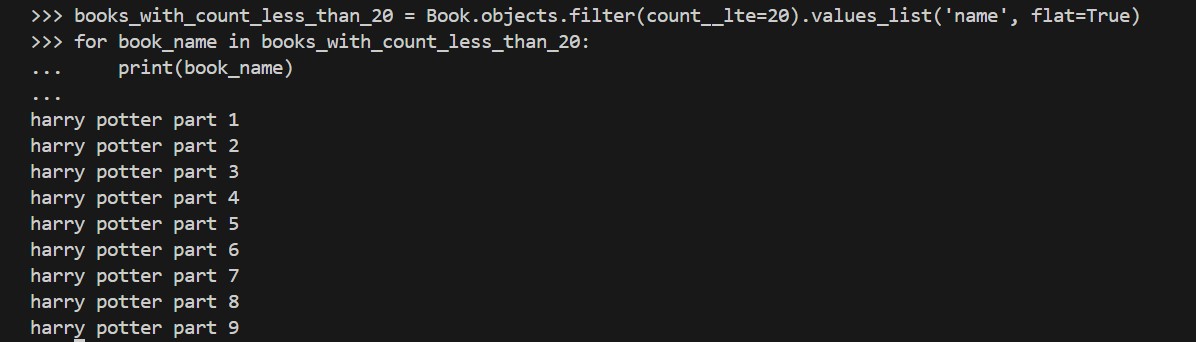 >>> books_with_count_less_than_20 = Book.objects.filter(count__lte=20).values_list('name', flat=True)
>>> for book_name in books_with_count_less_than_20:
...     print(book_name)
...
harry potter part 1
harry potter part 2
harry potter part 3
harry potter part 4
harry potter part 5
harry potter part 6
harry potter part 7
harry potter part 8
harry potter part 9